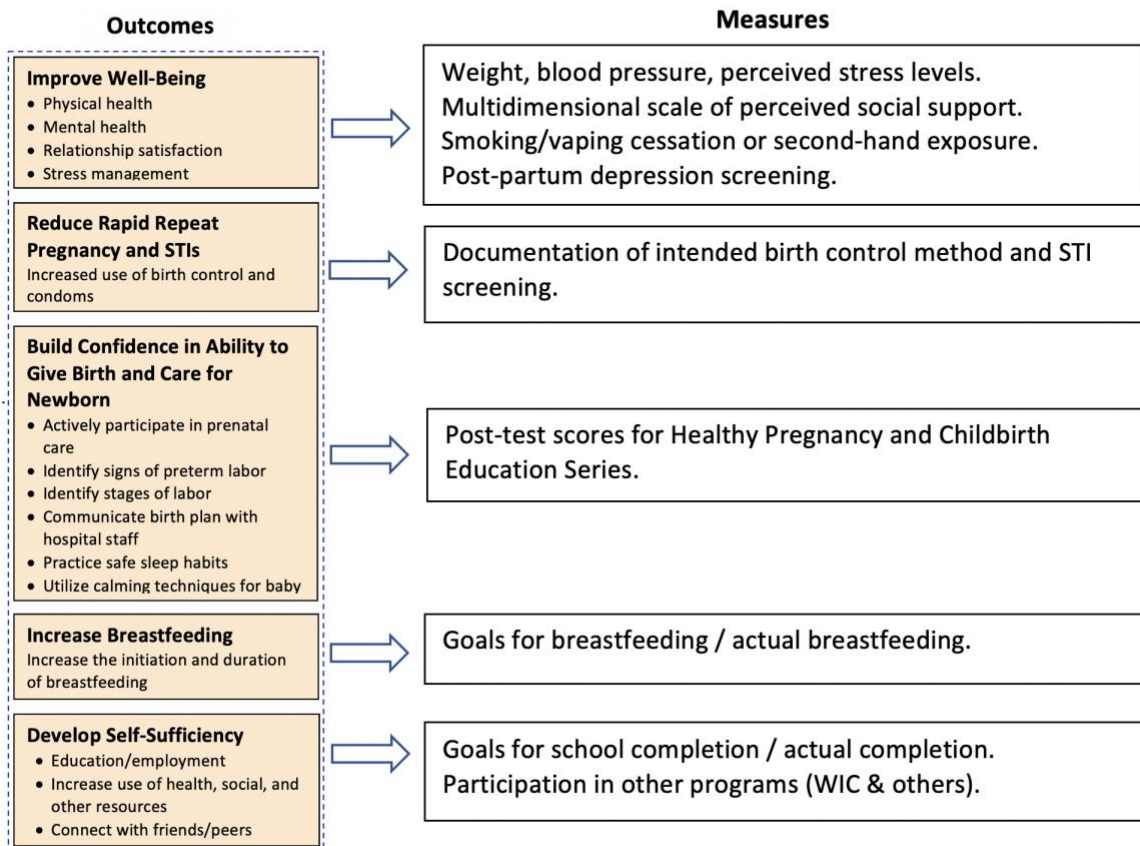 Outcomes
Measures
Improve Well-Being
• Physical health
• Mental health
• Relationship satisfaction
• Stress management
Weight, blood pressure, perceived stress levels.
Multidimensional scale of perceived social support.
Smoking/vaping cessation or second-hand exposure.
Post-partum depression screening.
Reduce Rapid Repeat
Pregnancy and STIs
Increased use of birth control and
condoms
Documentation of intended birth control method and STI
screening.
Build Confidence in Ability to
Give Birth and Care for
Newborn
• Actively participate in prenatal
care
• Identify signs of preterm labor
• Identify stages of labor
• Communicate birth plan with
hospital staff
• Practice safe sleep habits
• Utilize calming techniques for baby
Post-test scores for Healthy Pregnancy and Childbirth
Education Series.
Increase Breastfeeding
Increase the initiation and duration
of breastfeeding
Goals for breastfeeding / actual breastfeeding.
Develop Self-Sufficiency
• Education/employment
• Increase use of health, social, and
other resources
• Connect with friends/peers
Goals for school completion / actual completion.
Participation in other programs (WIC & others).